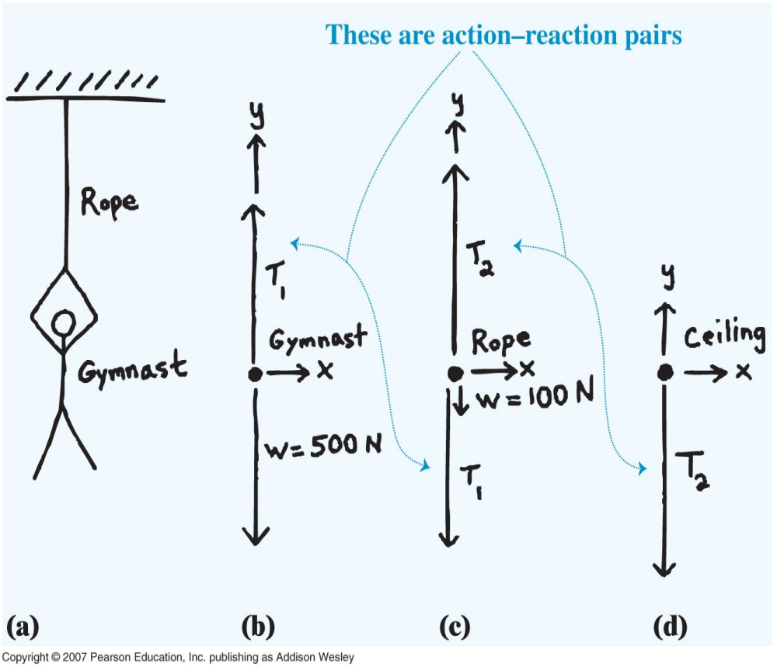 These are action–reaction pairs
Rope
Gymnast
(a)
y
T₁
Gymnast
x
w = 500 N
(b)
y
T₂
Rope
x
w = 100 N
T₁
(c)
y
Ceiling
x
T₂
(d)
Copyright © 2007 Pearson Education, Inc. publishing as Addison Wesley